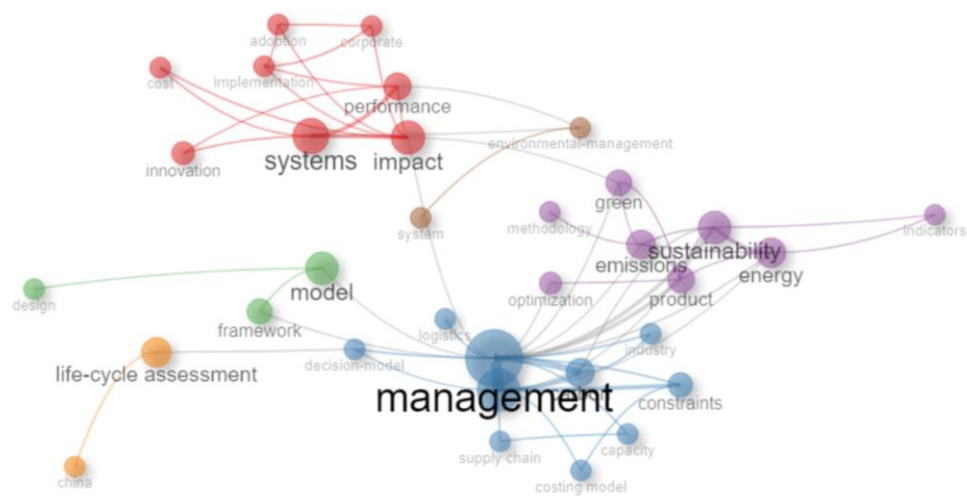 adoption
corporate
cost
implementation
performance
systems
impact
innovation
environmental-management
green
methodology
system
indicators
sustainability
emissions
energy
product
optimization
model
design
framework
logistics
industry
decision-model
life-cycle assessment
management
constraints
supply chain
capacity
costing model
china